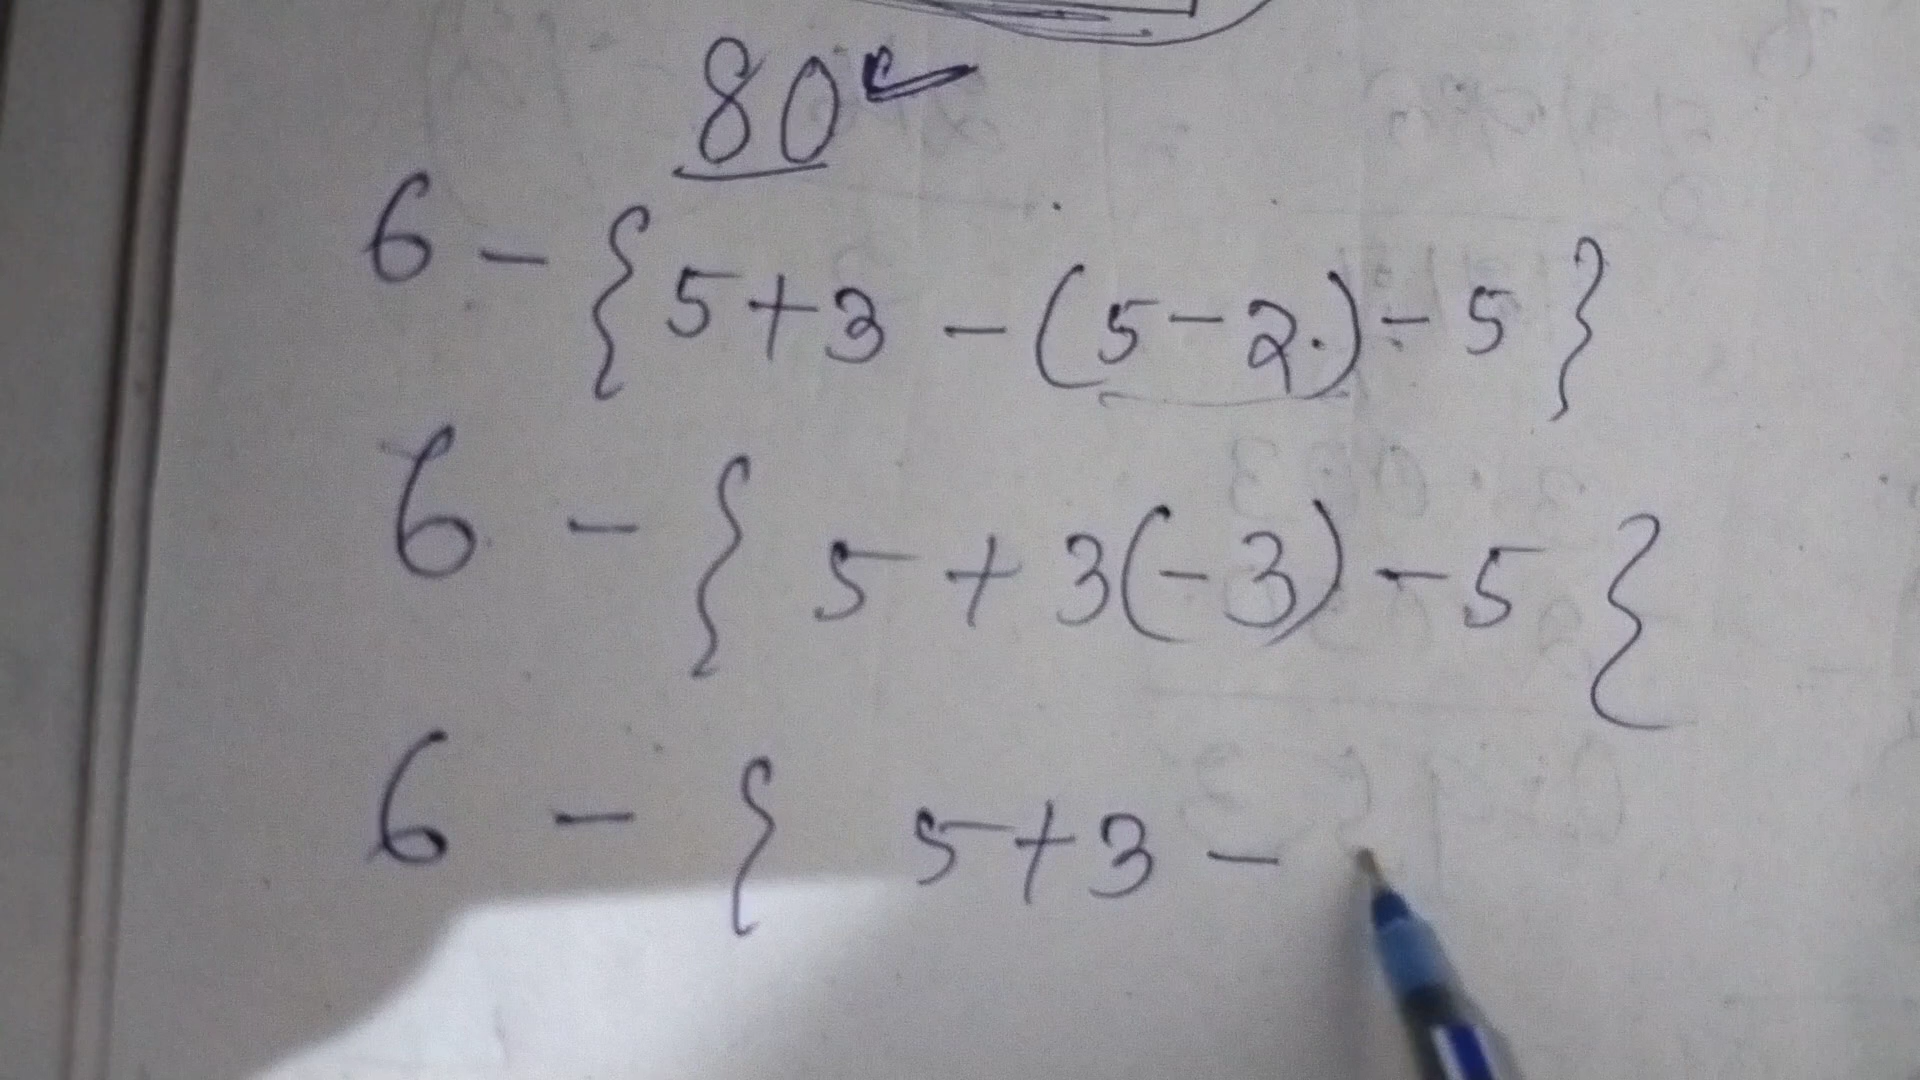 80
6 - {5+3 - (5-2.) - 5}
6 - { 5 + 3(-3) - 5 {
6 - { 5+3 -